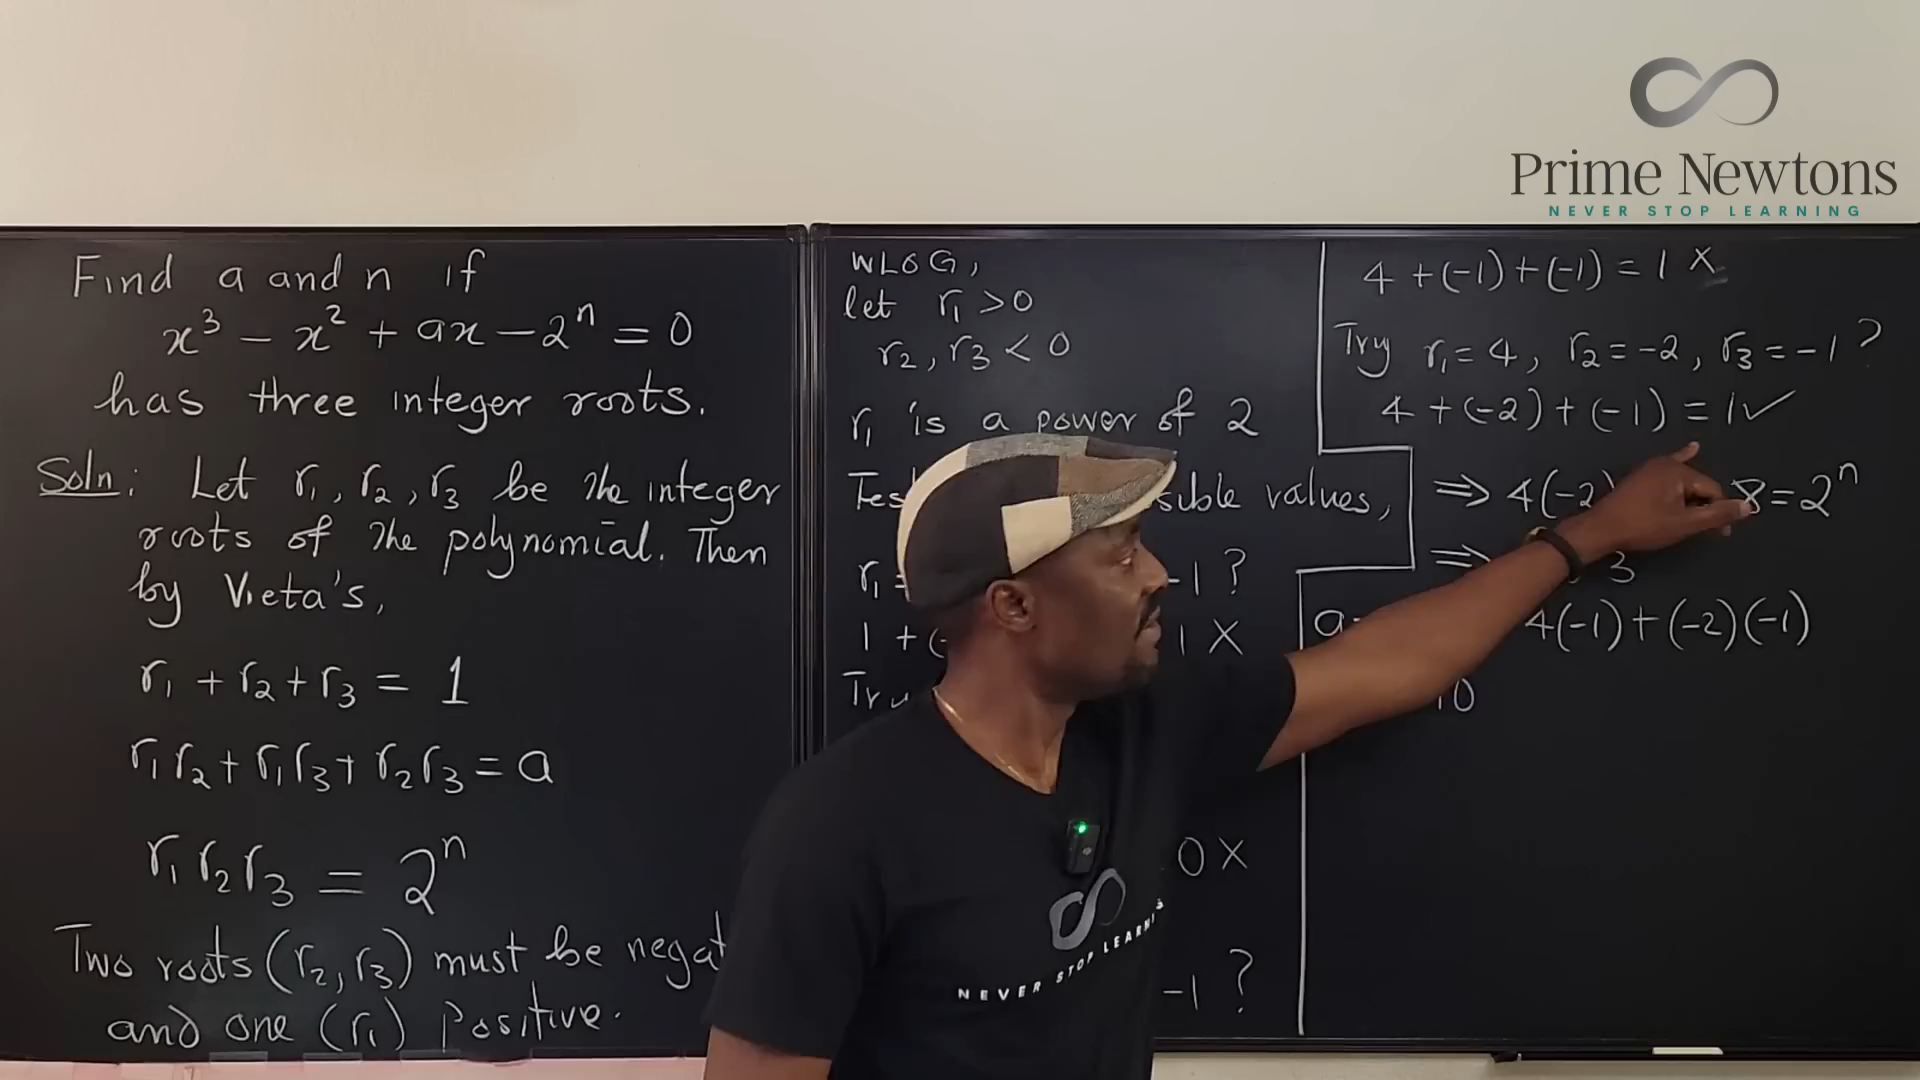 Prime Newtons
NEVER STOP LEARNING
Find a and n if
x³ - x² + ax - 2ⁿ = 0
has three integer roots.
Soln: Let r₁, r₂, r₃ be the integer
roots of the polynomial. Then
by Vieta's,
r₁ + r₂ + r₃ = 1
r₁r₂ + r₁r₃ + r₂r₃ = a
r₁r₂r₃ = 2ⁿ
Two roots (r₂, r₃) must be negat
and one (r₁) positive.
WLOG,
let r₁ > 0
r₂, r₃ < 0
r₁ is a power of 2
values,
r₁ = -1 ?
1 + (- 1 X
0 X
-1 ?
4 + (-1) + (-1) = 1 X
Try r₁ = 4, r₂ = -2, r₃ = -1 ?
4 + (-2) + (-1) = 1 ✓
⇒ 4(-2) 8 = 2ⁿ
⇒ 3
a 4(-1) + (-2)(-1)
10
NEVER STOP LEARNIN